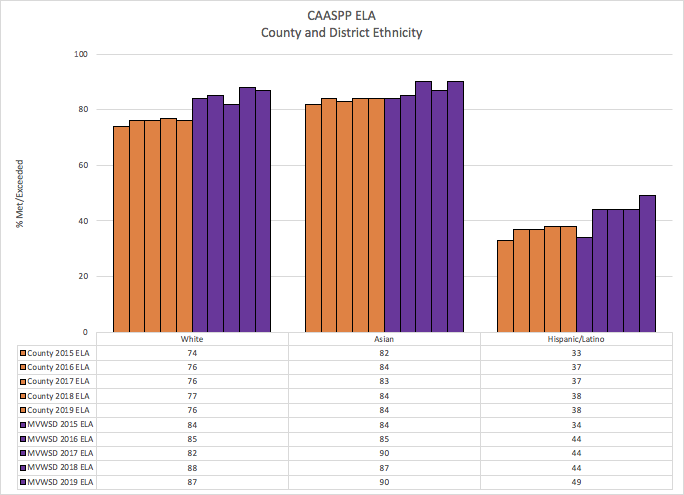 CAASPP ELA
County and District Ethnicity
100
80
60
40
20
0
% Met/Exceeded
White Asian Hispanic/Latino
County 2015 ELA 74 82 33
County 2016 ELA 76 84 37
County 2017 ELA 76 83 37
County 2018 ELA 77 84 38
County 2019 ELA 76 84 38
MVWSD 2015 ELA 84 84 34
MVWSD 2016 ELA 85 85 44
MVWSD 2017 ELA 82 90 44
MVWSD 2018 ELA 88 87 44
MVWSD 2019 ELA 87 90 49